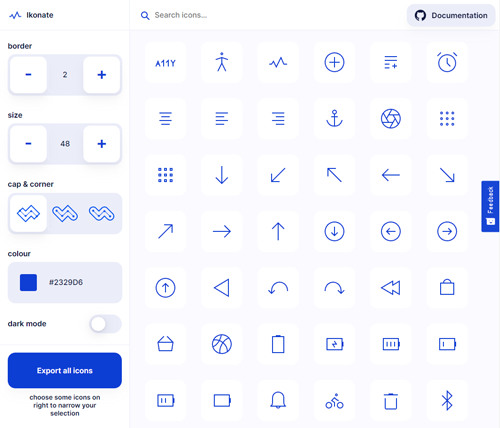 Ikonate
Search icons...
Documentation
border
- 2 +
size
- 48 +
cap & corner
colour
#2329D6
dark mode
Export all icons
choose some icons on
right to narrow your
selection
A11Y
Feedback